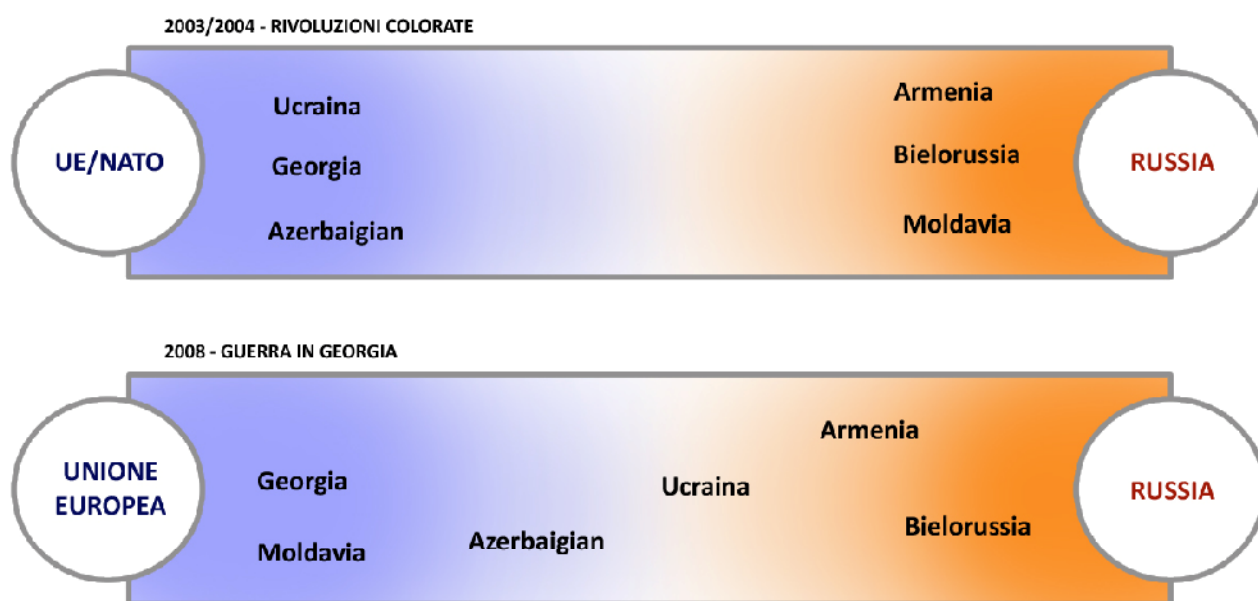 2003/2004 - RIVOLUZIONI COLORATE
UE/NATO
Ucraina
Georgia
Azerbaigian
Armenia
Bielorussia
Moldavia
RUSSIA
2008 - GUERRA IN GEORGIA
UNIONE
EUROPEA
Georgia
Moldavia
Azerbaigian
Ucraina
Armenia
Bielorussia
RUSSIA